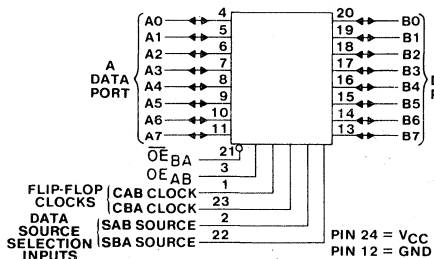 A DATA PORT
A0 4
A1 5
A2 6
A3 7
A4 8
A5 9
A6 10
A7 11
20 B0
19 B1
18 B2
17 B3
16 B4
15 B5
14 B6
13 B7
OE̅BA 21
OEAB 3
FLIP-FLOP CLOCKS
CAB CLOCK 1
CBA CLOCK 23
DATA SOURCE SELECTION INPUTS
SAB SOURCE 2
SBA SOURCE 22
PIN 24 = VCC
PIN 12 = GND